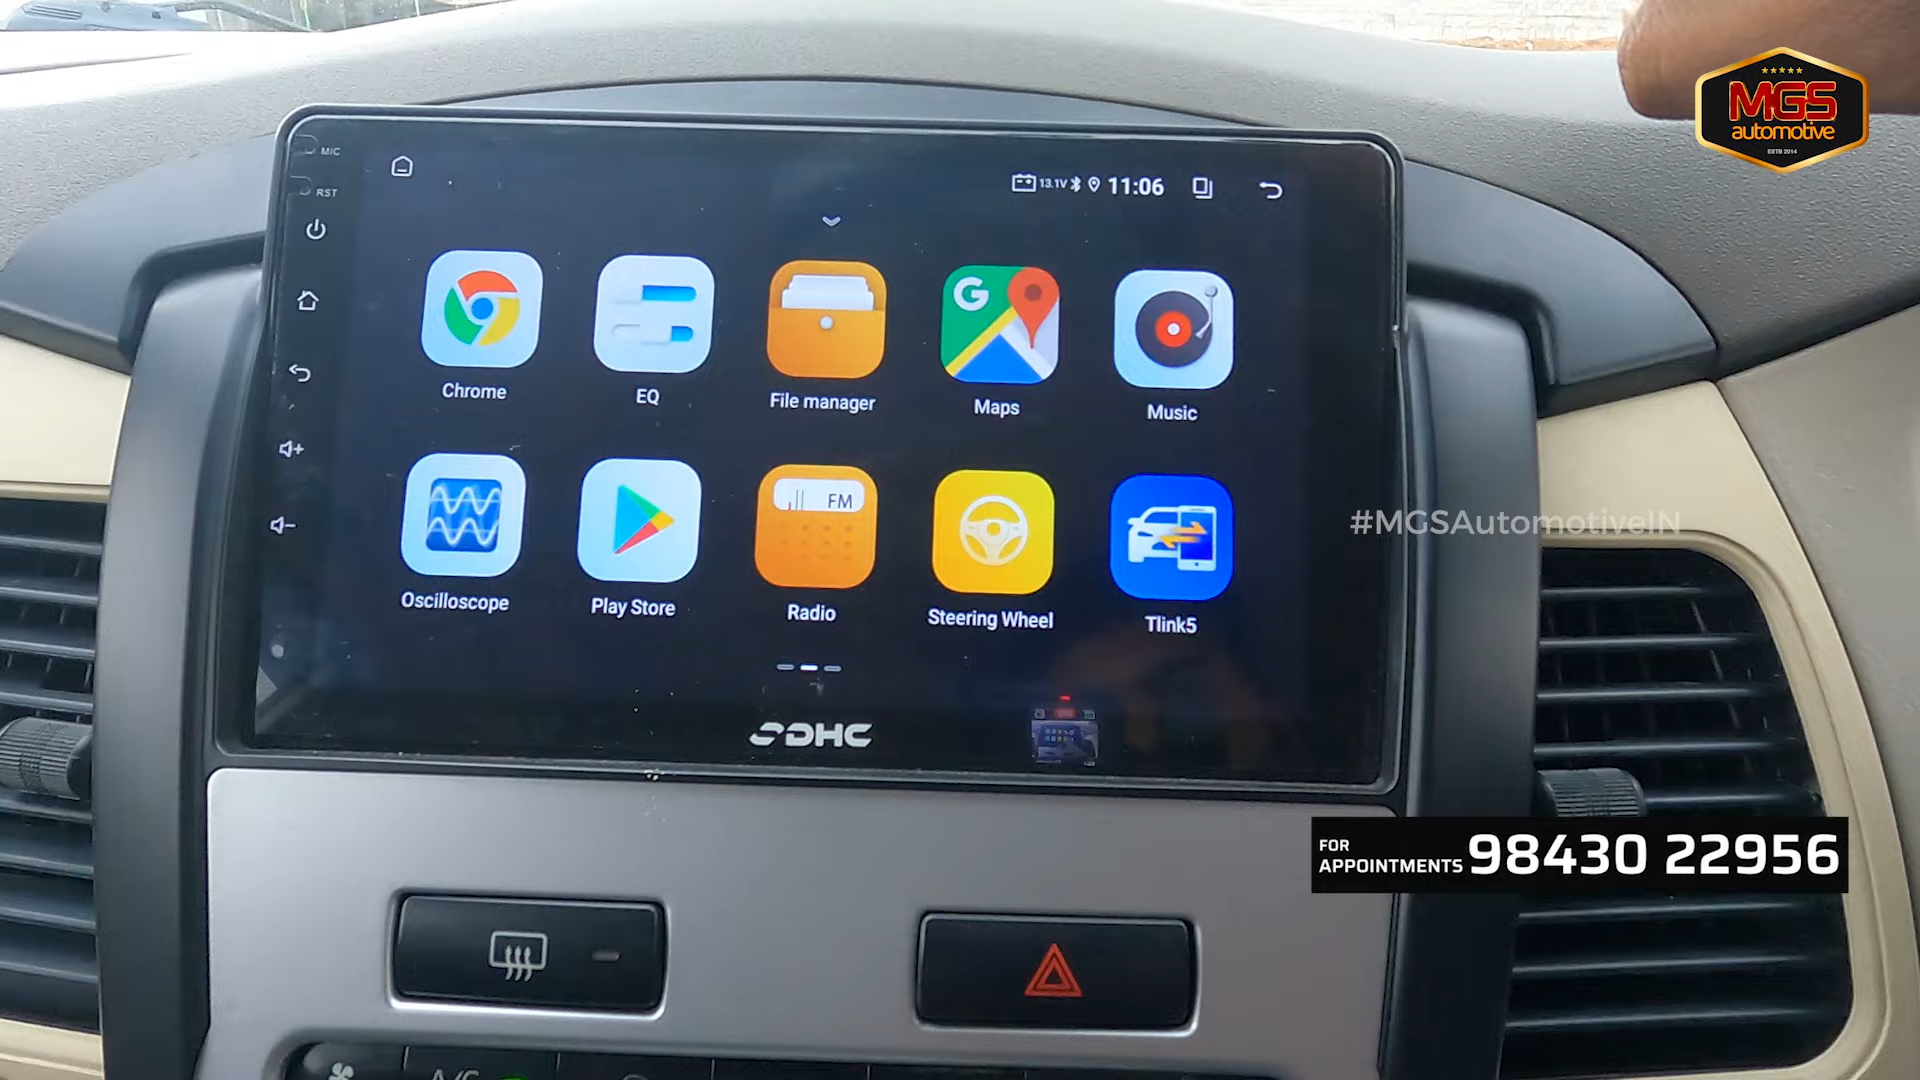 MGS
automotive
ESTB 2014
MIC
RST
13.1V 11:06
Chrome
EQ
File manager
G
Maps
Music
FM
Oscilloscope
Play Store
Radio
Steering Wheel
Tlink5
#MGSAutomotiveIN
SDHC
FOR
APPOINTMENTS 98430 22956
A/C